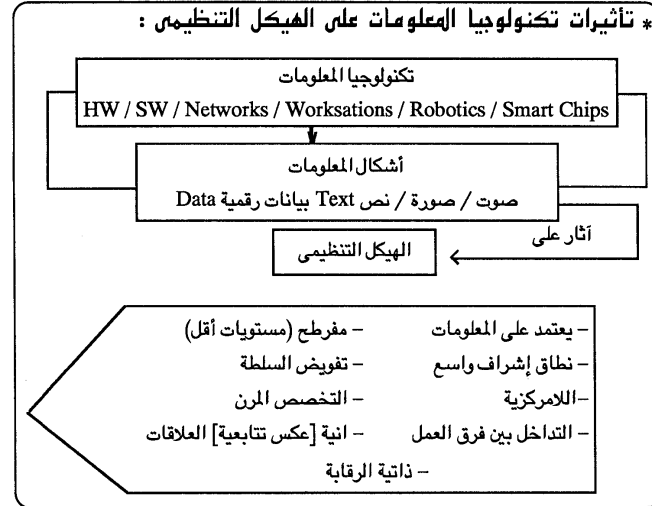 * تأثيرات تكنولوجيا المعلومات على الهيكل التنظيمى :
تكنولوجيا المعلومات
HW / SW / Networks / Worksations / Robotics / Smart Chips
أشكال المعلومات
صوت / صورة / نص Text بيانات رقمية Data
آثار على
الهيكل التنظيمى
– يعتمد على المعلومات – مفرطح (مستويات أقل)
– نطاق إشراف واسع – تفويض السلطة
–اللامركزية – التخصص المرن
– التداخل بين فرق العمل – انية [عكس تتابعية] العلاقات
– ذاتية الرقابة